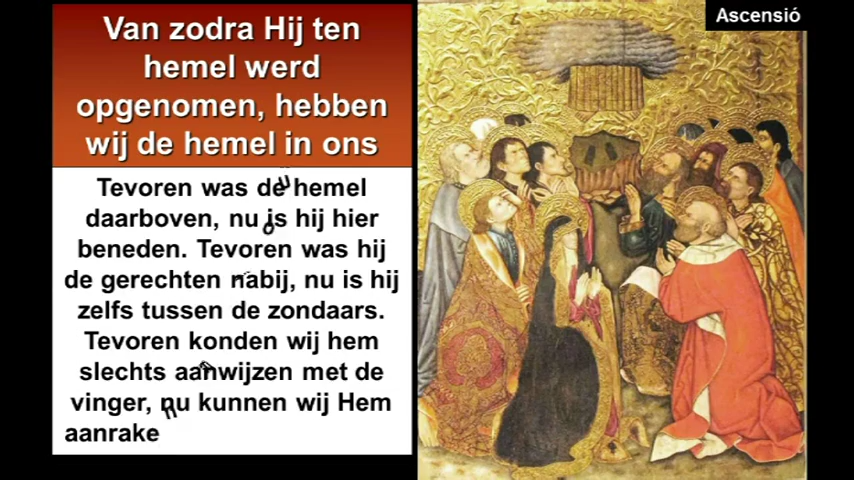 Van zodra Hij ten
hemel werd
opgenomen, hebben
wij de hemel in ons
Tevoren was de hemel
daarboven, nu is hij hier
beneden. Tevoren was hij
de gerechten nabij, nu is hij
zelfs tussen de zondaars.
Tevoren konden wij hem
slechts aanwijzen met de
vinger, nu kunnen wij Hem
aanrake
Ascensió